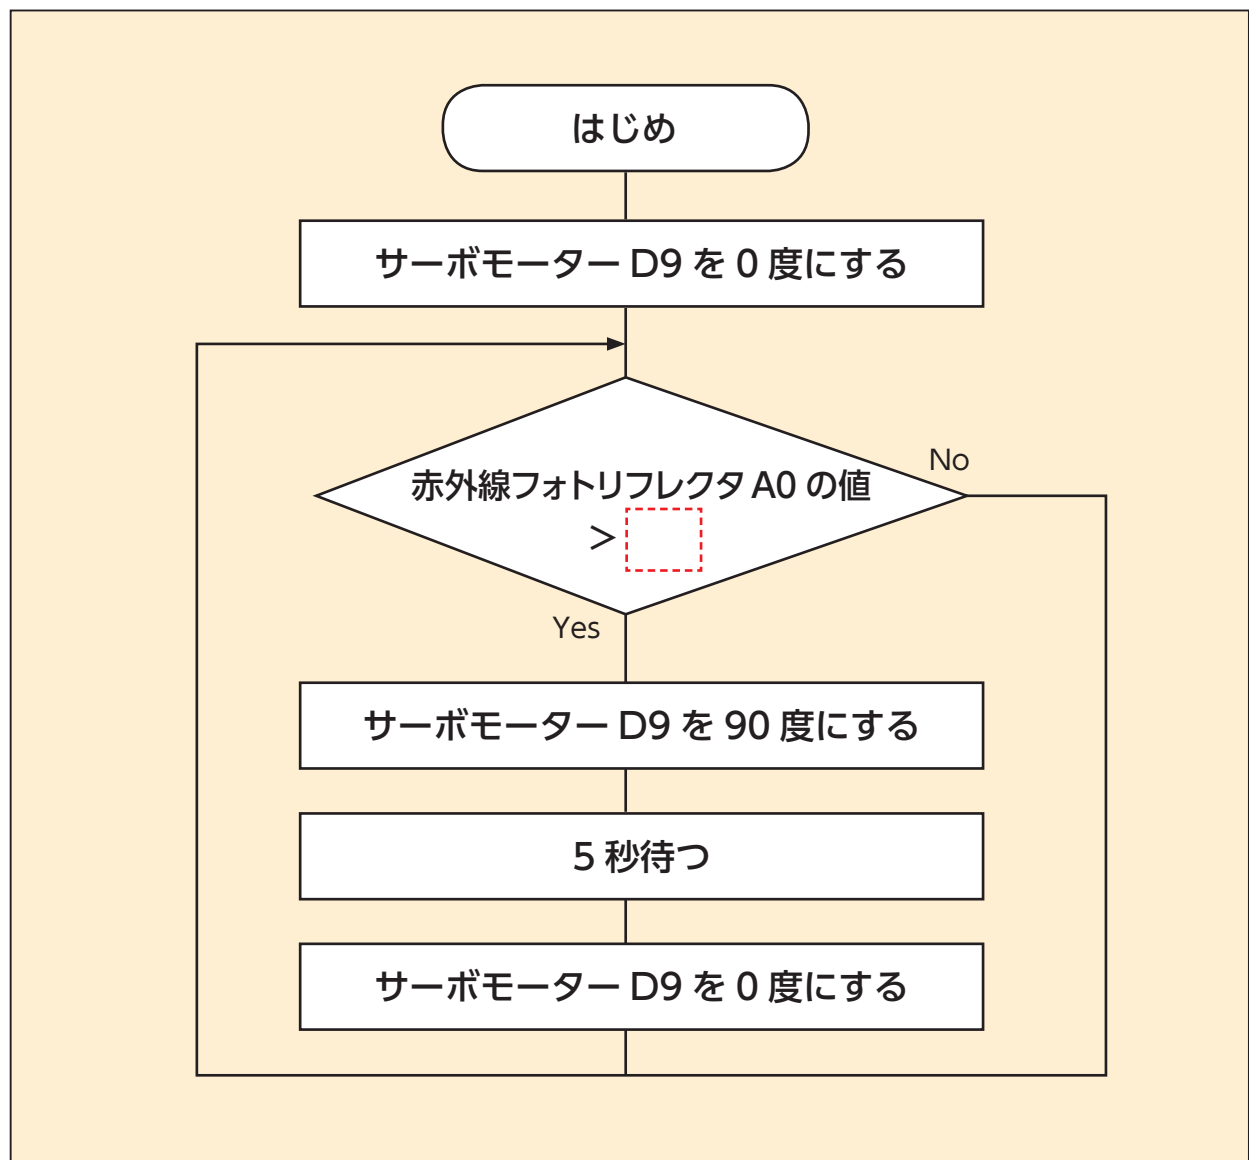 はじめ
サーボモーター D9 を 0 度にする
No
赤外線フォトリフレクタ A0 の値
>
Yes
サーボモーター D9 を 90 度にする
5 秒待つ
サーボモーター D9 を 0 度にする